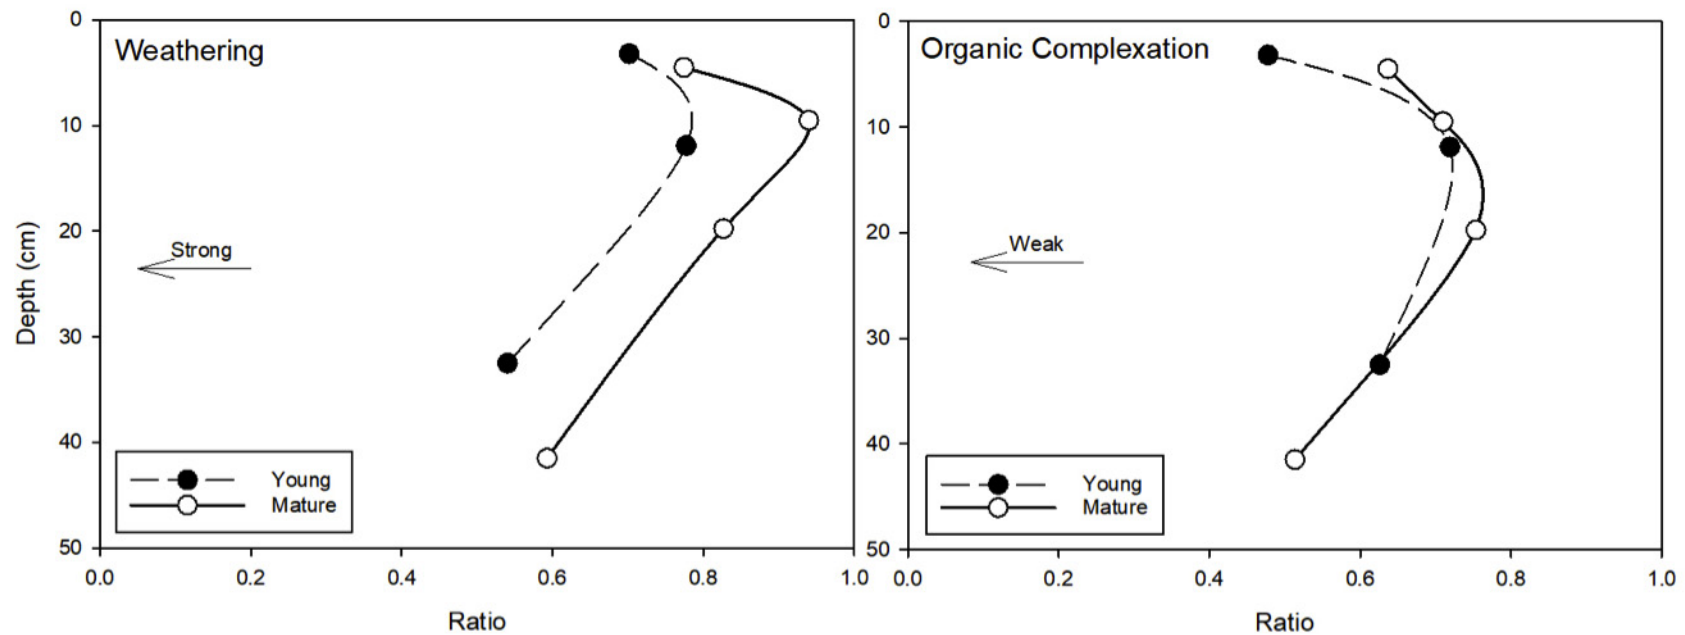 Weathering
0
10
20
30
40
50
Depth (cm)
Strong
Young
Mature
0.0 0.2 0.4 0.6 0.8 1.0
Ratio
Organic Complexation
0
10
20
30
40
50
Weak
Young
Mature
0.0 0.2 0.4 0.6 0.8 1.0
Ratio